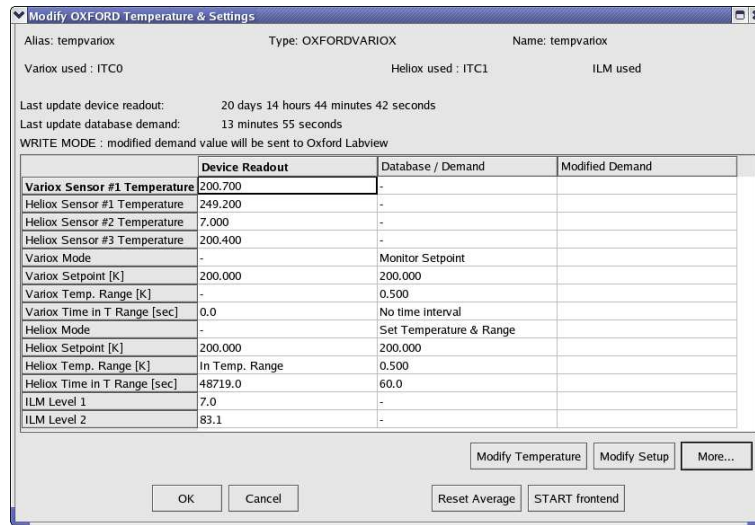 Modify OXFORD Temperature & Settings
Alias: tempvariox Type: OXFORDVARIOX Name: tempvariox
Variox used : ITC0 Heliox used : ITC1 ILM used
Last update device readout: 20 days 14 hours 44 minutes 42 seconds
Last update database demand: 13 minutes 55 seconds
WRITE MODE : modified demand value will be sent to Oxford Labview
Device Readout Database / Demand Modified Demand
Variox Sensor #1 Temperature 200.700 -
Heliox Sensor #1 Temperature 249.200 -
Heliox Sensor #2 Temperature 7.000 -
Heliox Sensor #3 Temperature 200.400 -
Variox Mode - Monitor Setpoint
Variox Setpoint [K] 200.000 200.000
Variox Temp. Range [K] - 0.500
Variox Time in T Range [sec] 0.0 No time interval
Heliox Mode - Set Temperature & Range
Heliox Setpoint [K] 200.000 200.000
Heliox Temp. Range [K] In Temp. Range 0.500
Heliox Time in T Range [sec] 48719.0 60.0
ILM Level 1 7.0 -
ILM Level 2 83.1 -
Modify Temperature Modify Setup More...
OK Cancel Reset Average START frontend